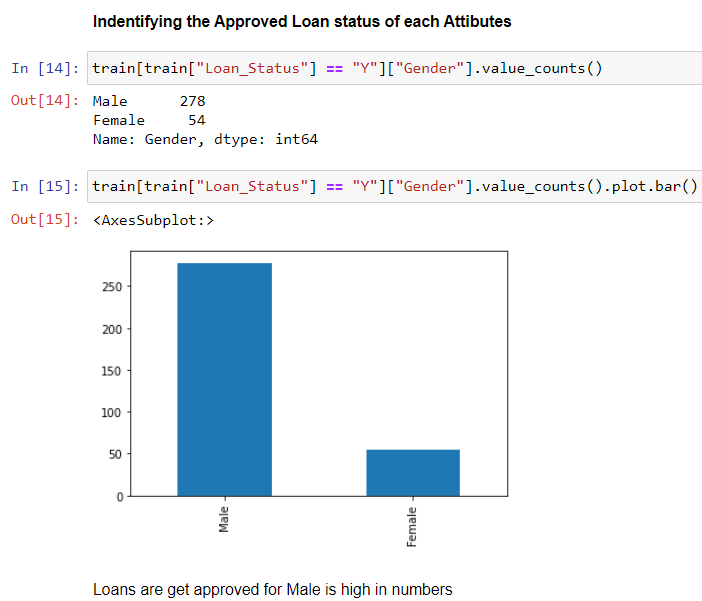 Indentifying the Approved Loan status of each Attibutes
In [14]: train[train["Loan_Status"] == "Y"]["Gender"].value_counts()
Out[14]: Male      278
Female     54
Name: Gender, dtype: int64
In [15]: train[train["Loan_Status"] == "Y"]["Gender"].value_counts().plot.bar()
Out[15]: <AxesSubplot:>
250
200
150
100
50
0
Male Female
Loans are get approved for Male is high in numbers